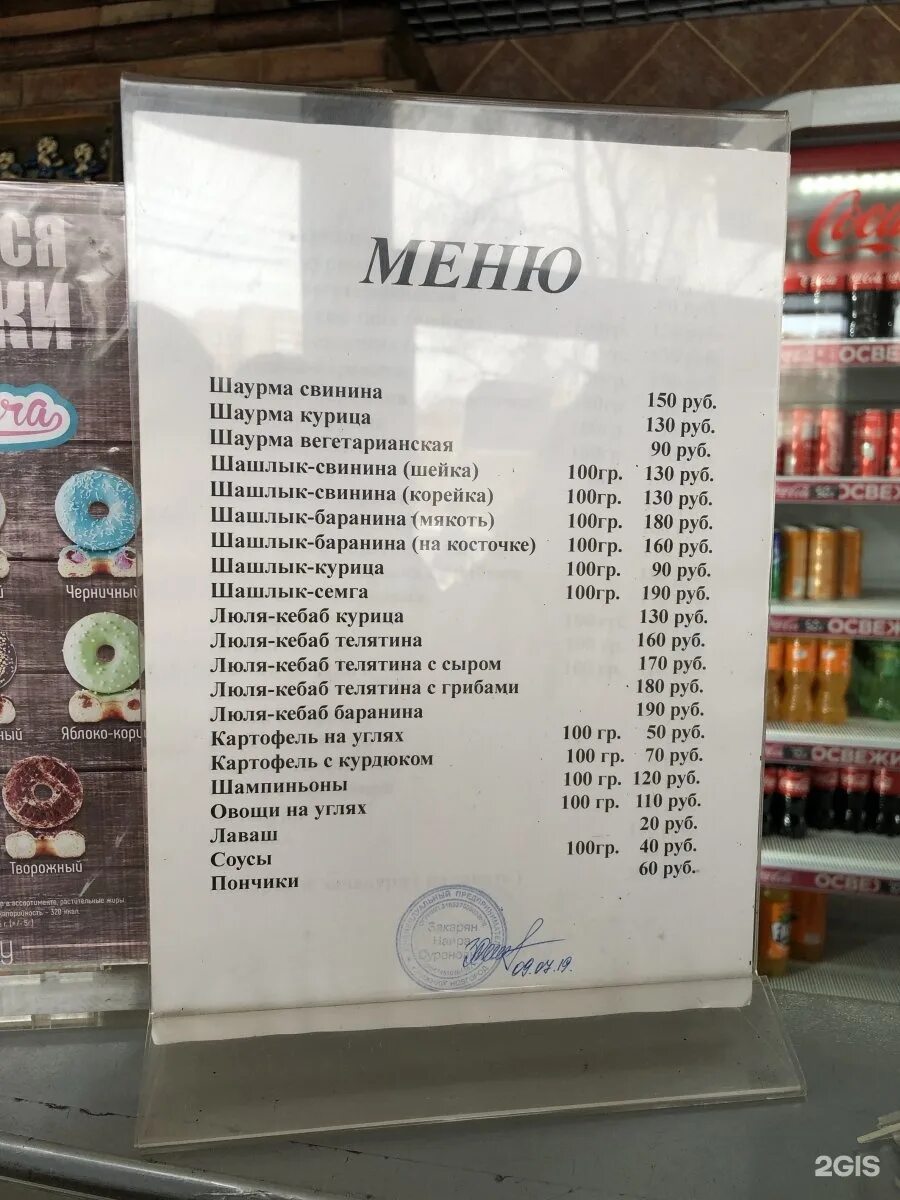 МЕНЮ
Шаурма свинина 150 руб.
Шаурма курица 130 руб.
Шаурма вегетарианская 90 руб.
Шашлык-свинина (шейка) 100гр. 130 руб.
Шашлык-свинина (корейка) 100гр. 130 руб.
Шашлык-баранина (мякоть) 100гр. 180 руб.
Шашлык-баранина (на косточке) 100гр. 160 руб.
Шашлык-курица 100гр. 90 руб.
Шашлык-семга 100гр. 190 руб.
Люля-кебаб курица 130 руб.
Люля-кебаб телятина 160 руб.
Люля-кебаб телятина с сыром 170 руб.
Люля-кебаб телятина с грибами 180 руб.
Люля-кебаб баранина 190 руб.
Картофель на углях 100 гр. 50 руб.
Картофель с курдюком 100 гр. 70 руб.
Шампиньоны 100 гр. 120 руб.
Овощи на углях 100 гр. 110 руб.
Лаваш 20 руб.
Соусы 100гр. 40 руб.
Пончики 60 руб.
09.07.19.
СЯ
КИ
Черничный
Яблоко-кори
Творожный
ОСВЕ
ОСВЕЖ
ОСВЕЖ
ОСВЕЖИ
ОСВЕЖ
2GIS